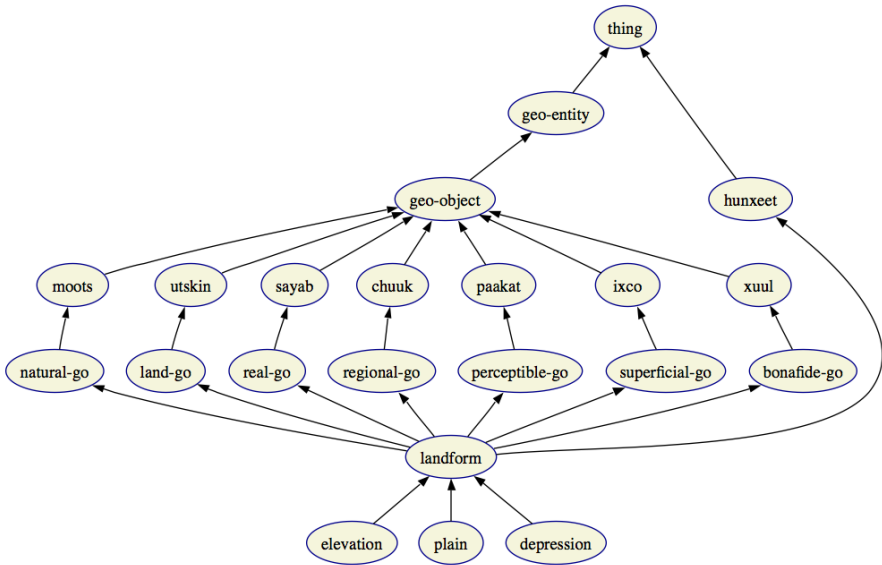 thing
geo-entity
geo-object
hunxeet
moots
utskin
sayab
chuuk
paakat
ixco
xuul
natural-go
land-go
real-go
regional-go
perceptible-go
superficial-go
bonafide-go
landform
elevation
plain
depression